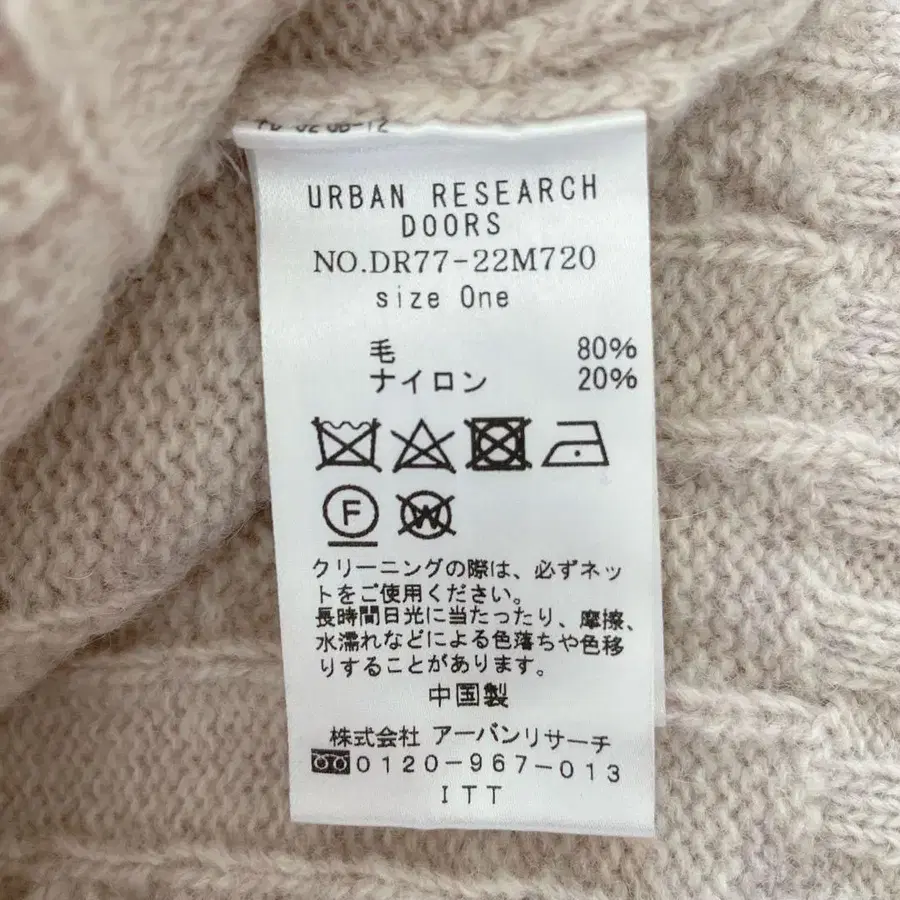 URBAN RESEARCH
DOORS
NO.DR77-22M720
size One
毛 80%
ナイロン 20%
F
W
クリーニングの際は、必ずネッ
トをご使用ください。
長時間日光に当たったり、摩擦、
水濡れなどによる色落ちや色移
りすることがあります。
中国製
株式会社 アーバンリサーチ
0120-967-013
ITT